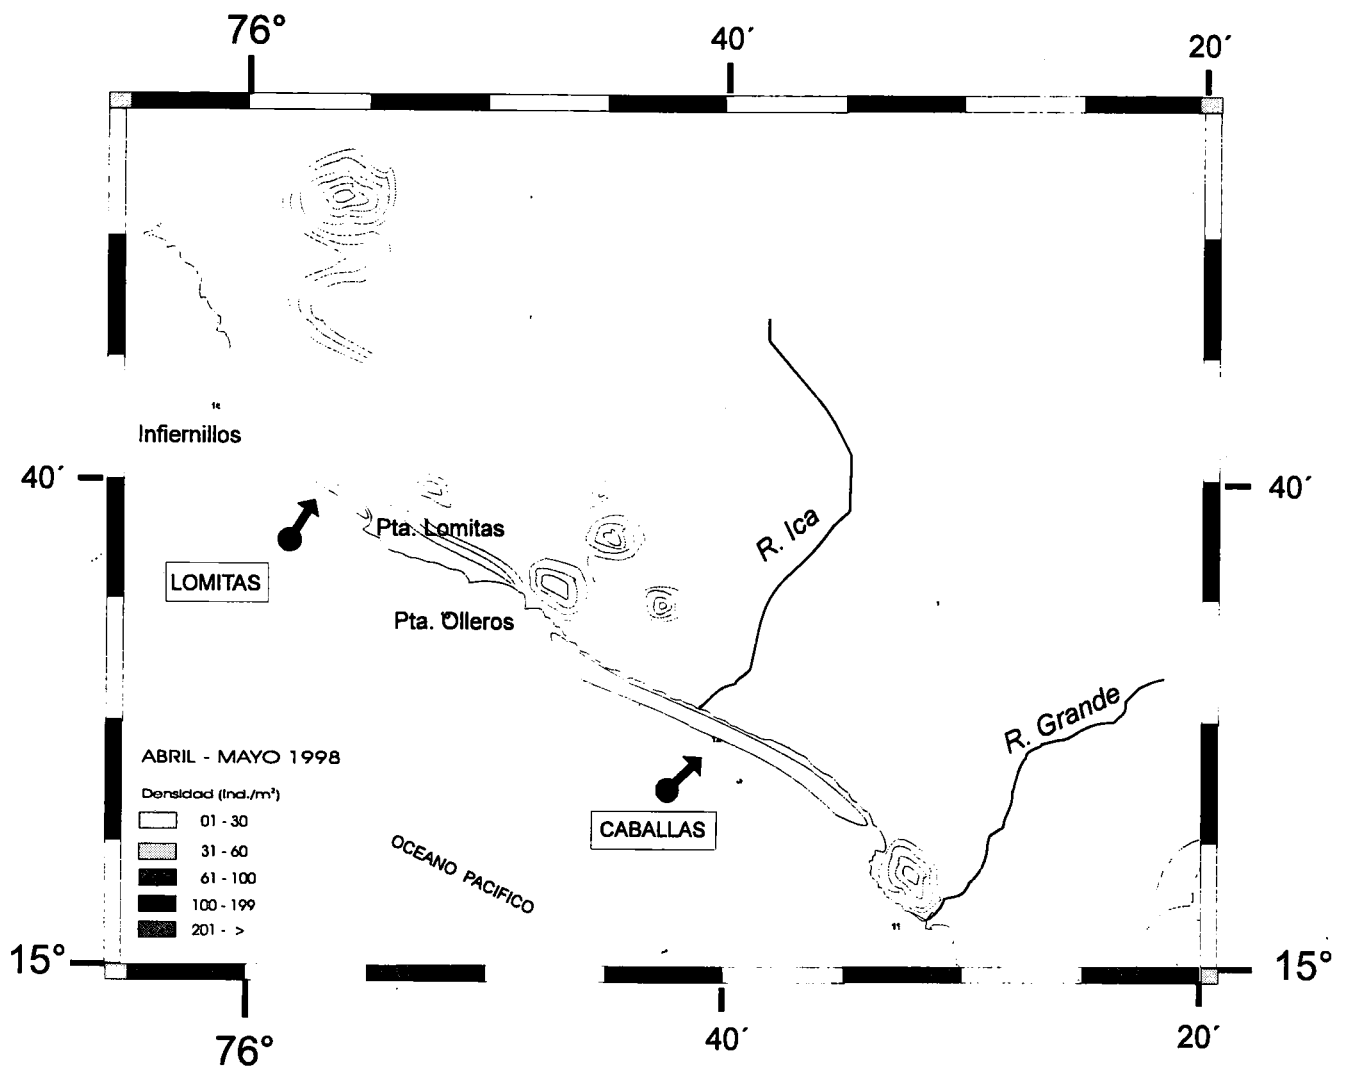 76° 40´ 20´
Infiernillos
40´ 40´
Pta. Lomitas
LOMITAS
R. Ica
Pta. Olleros
R. Grande
ABRIL - MAYO 1998
Densidad (Ind./m²)
01 - 30
31 - 60
61 - 100
100 - 199
201 - >
CABALLAS
OCEANO PACIFICO
11
15° 15°
76° 40´ 20´